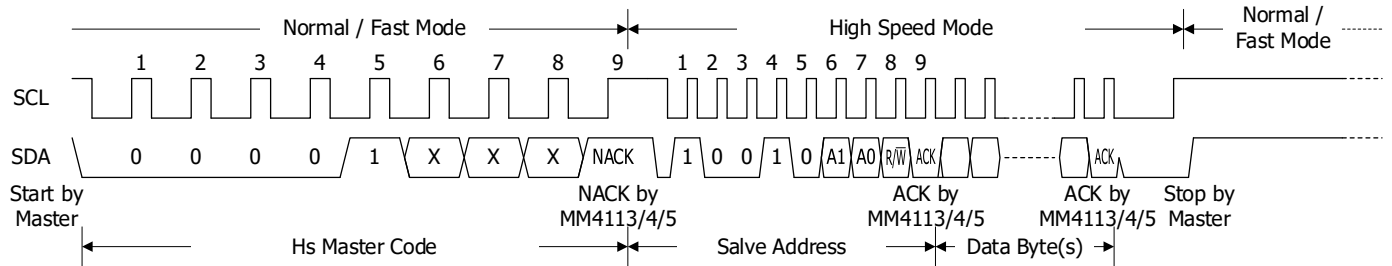 Normal / Fast Mode
High Speed Mode
Normal /
Fast Mode
1 2 3 4 5 6 7 8 9 1 2 3 4 5 6 7 8 9
SCL
SDA
0 0 0 0 1 X X X NACK 1 0 0 1 0 A1 A0 R/W̅ ACK ACK
Start by
Master
NACK by
MM4113/4/5
ACK by
MM4113/4/5
ACK by
MM4113/4/5
Stop by
Master
Hs Master Code
Salve Address
Data Byte(s)